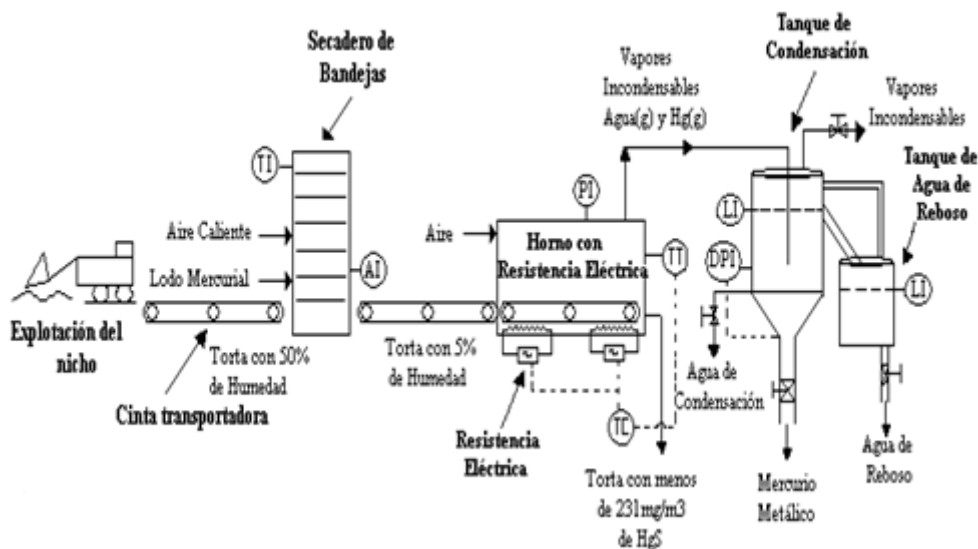 Tanque de
Condensación
Secadero de
Bandejas
Vapores
Incondensables
Agua(g) y Hg(g)
Vapores
Incondensables
Tanque de
Agua de
Reboso
TI
PI
LI
Aire Caliente
Aire
Horno con
Resistencia Eléctrica
TT
DPI
Lodo Mercurial
AI
LI
Explotación del
nicho
Torta con 50%
de Humedad
Torta con 5%
de Humedad
Cinta transportadora
Resistencia
Eléctrica
TC
Agua de
Condensación
Agua de
Reboso
Torta con menos
de 231mg/m3
de HgS
Mercurio
Metálico